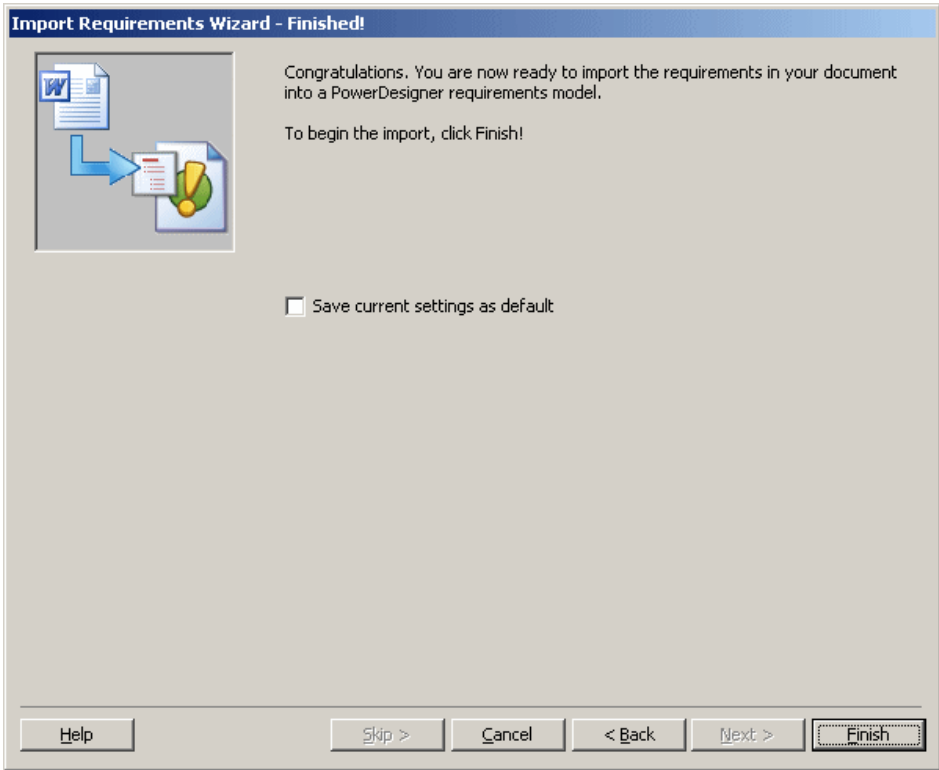 Import Requirements Wizard - Finished!
Congratulations. You are now ready to import the requirements in your document
into a PowerDesigner requirements model.
To begin the import, click Finish!
Save current settings as default
Help
Skip >
Cancel
< Back
Next >
Finish